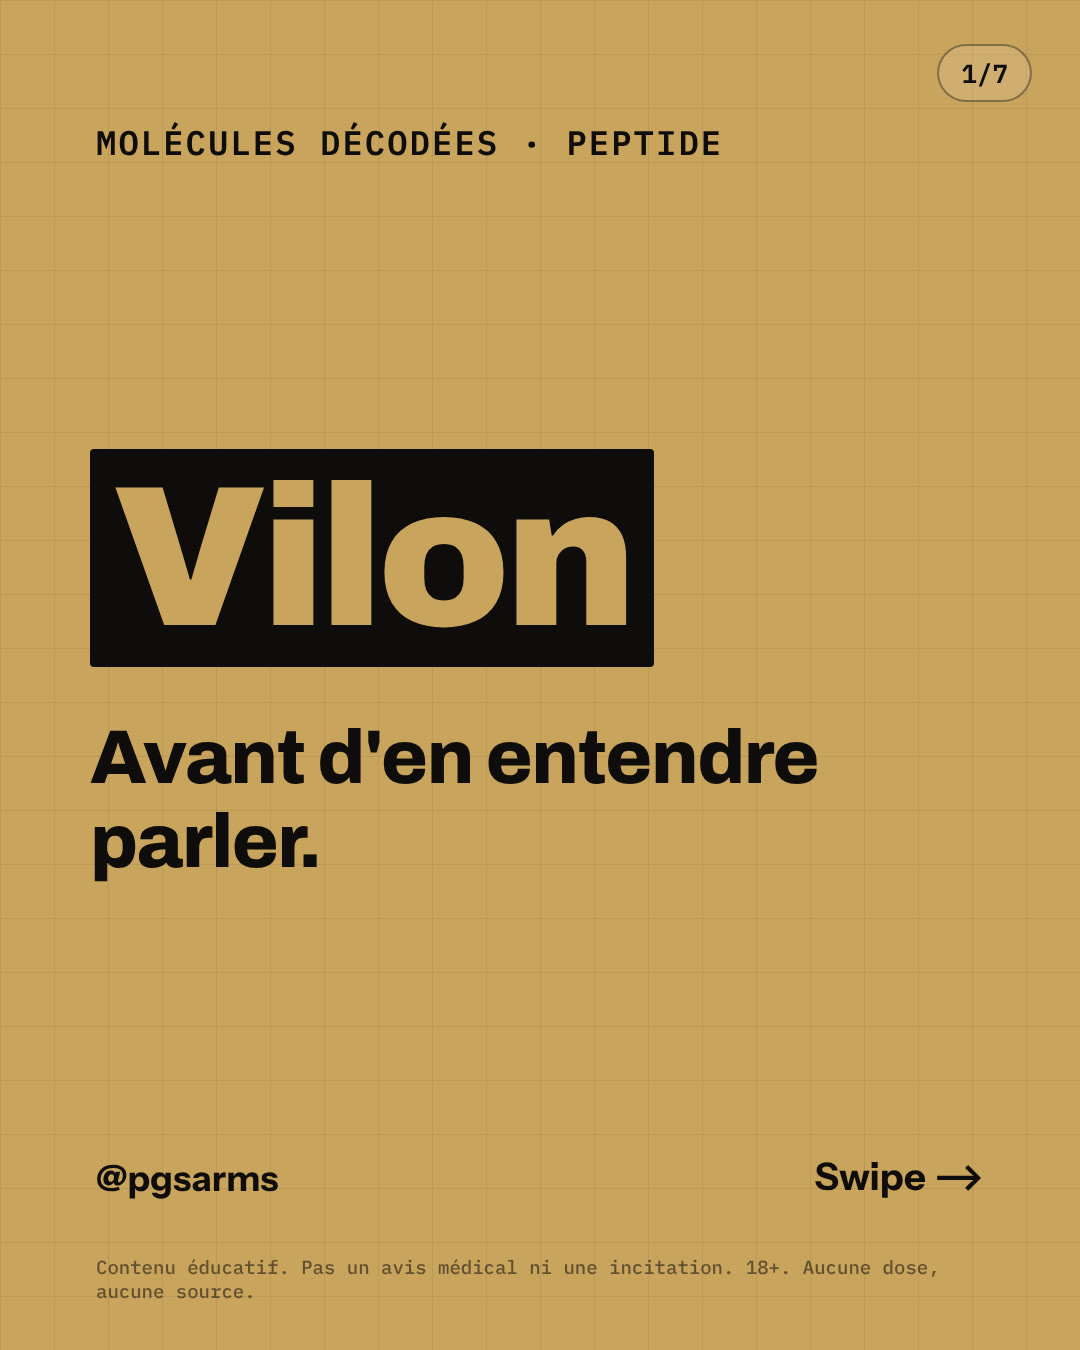 1/7
MOLÉCULES DÉCODÉES · PEPTIDE
Vilon
Avant d'en entendre
parler.
@pgsarms
Swipe →
Contenu éducatif. Pas un avis médical ni une incitation. 18+. Aucune dose,
aucune source.